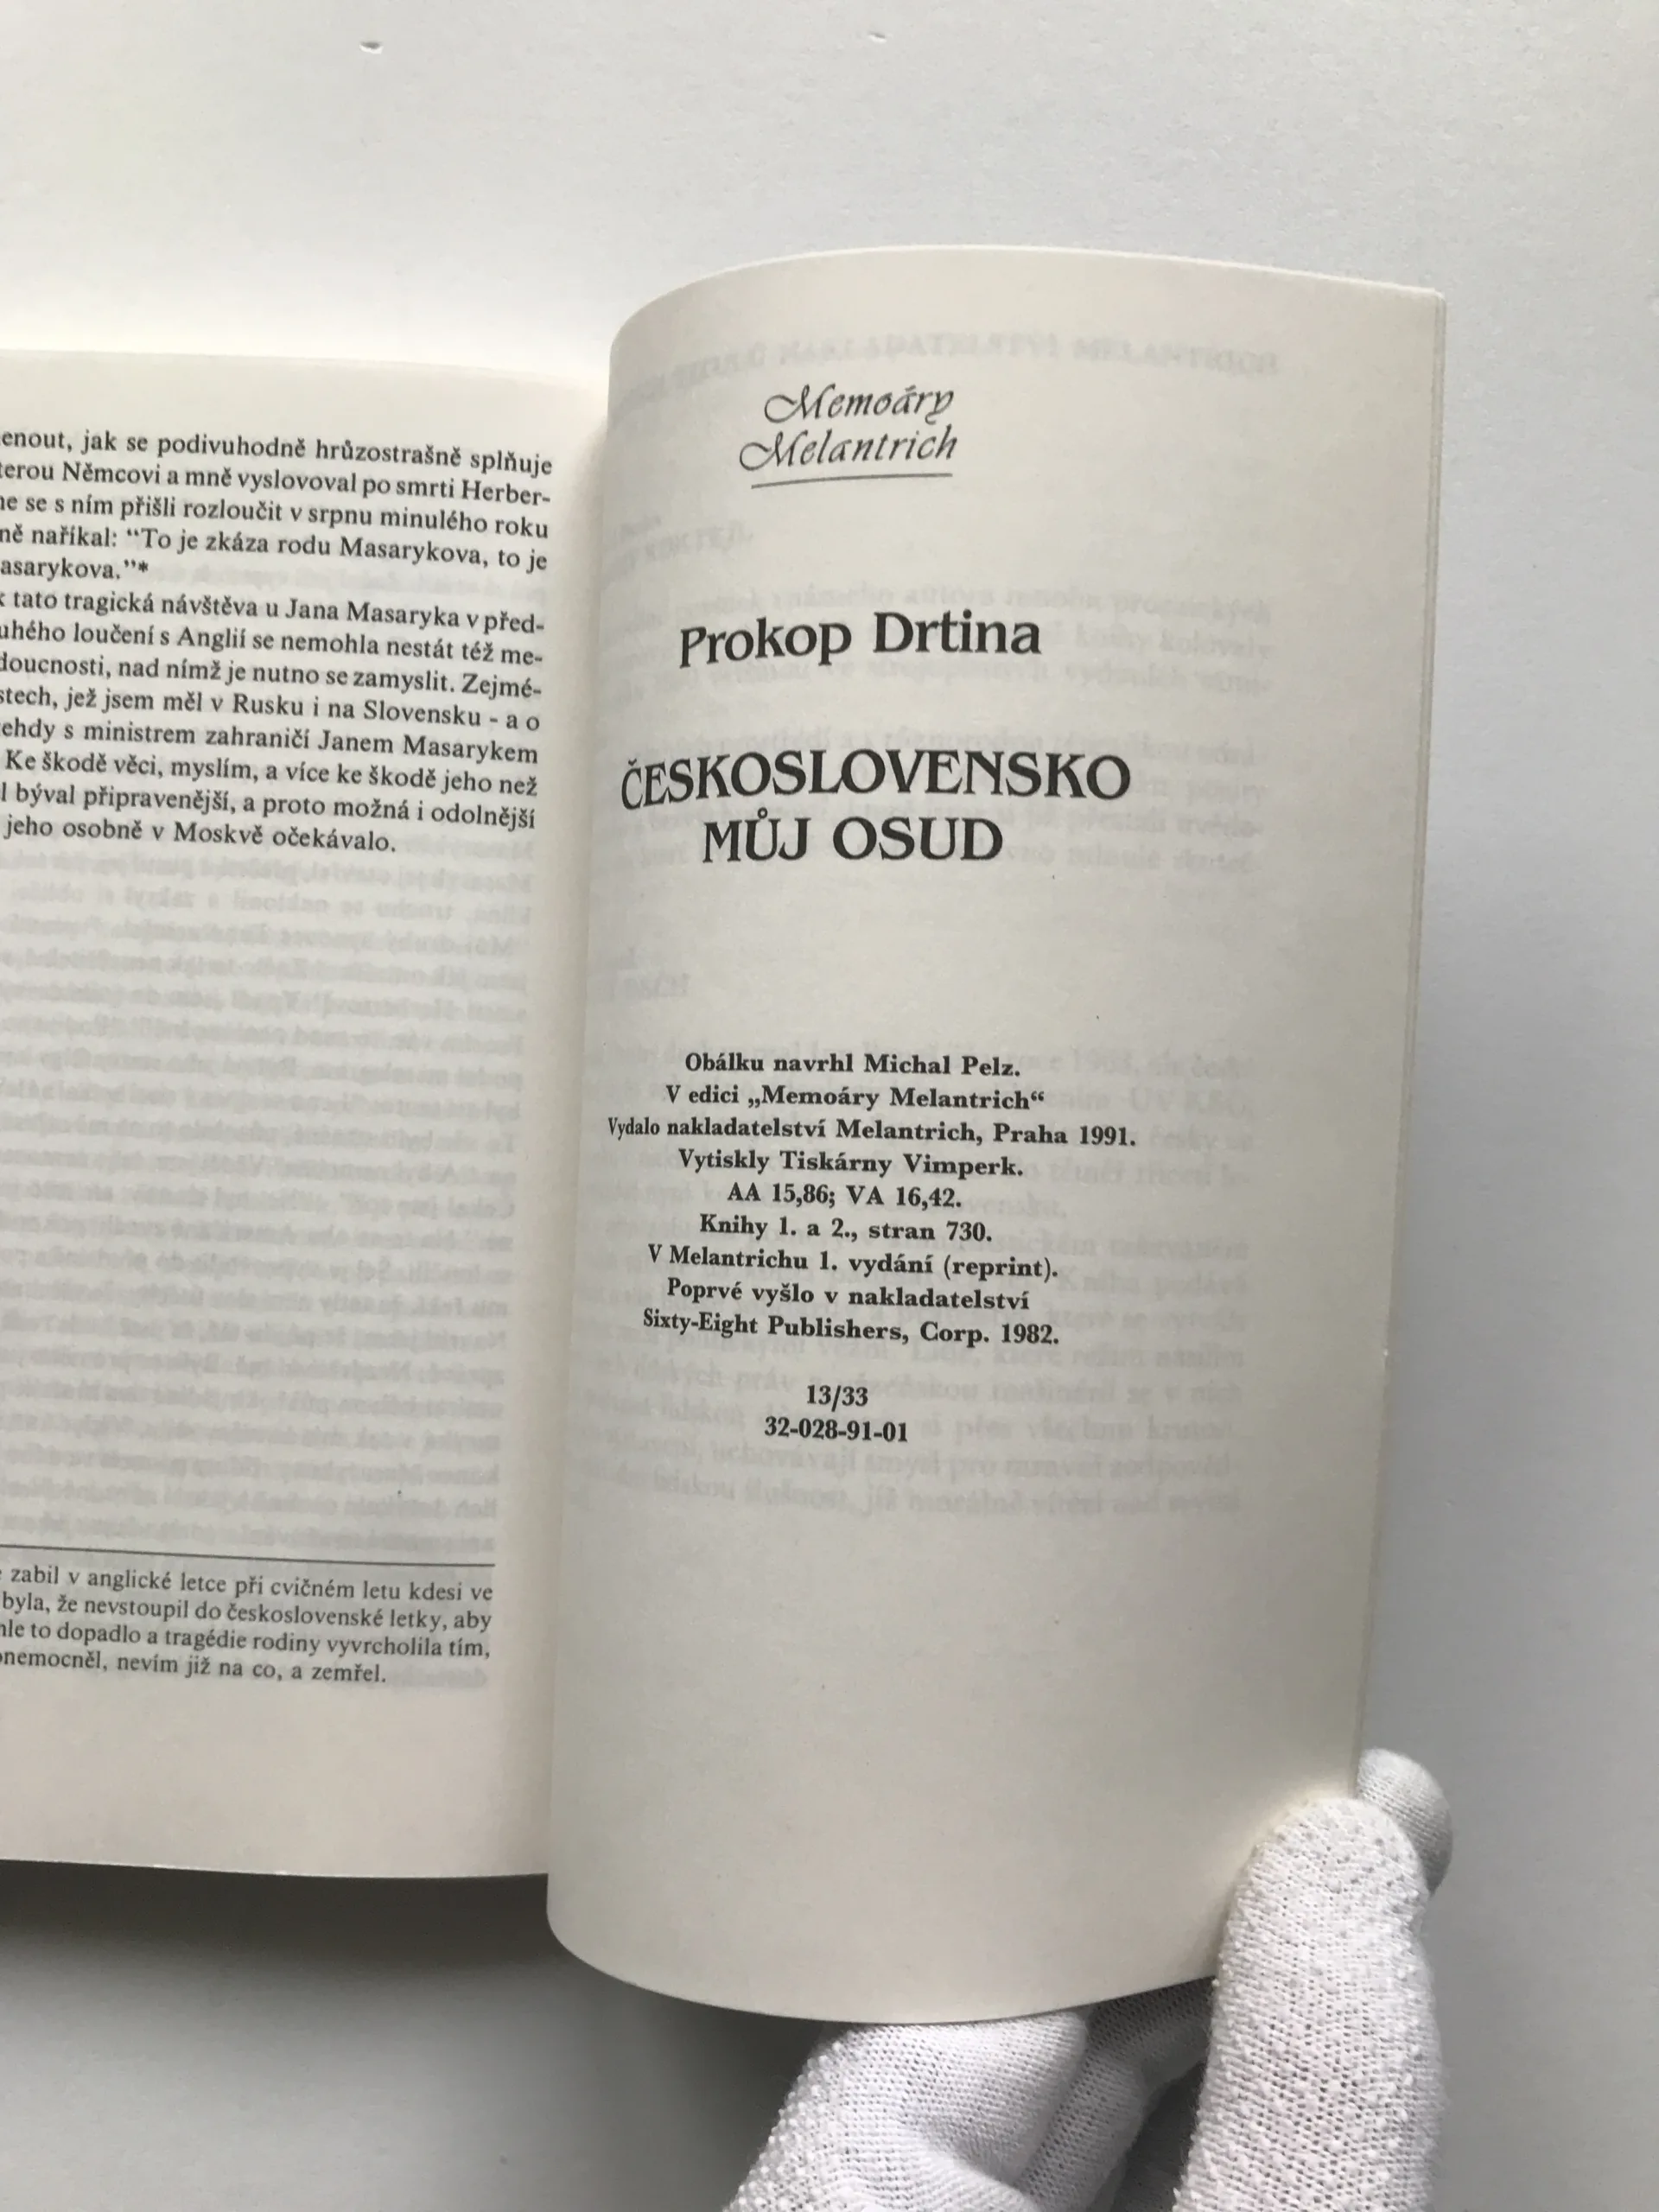 jak se podivuhodně hrůzostrašně splňuje
Němcovi a mně vyslovoval po smrti Herber-
se s ním přišli rozloučit v srpnu minulého roku
naříkal: “To je zkáza rodu Masarykova, to je
asarykova.”*
tato tragická návštěva u Jana Masaryka v před-
loučení s Anglií se nemohla nestát též me-
doucnosti, nad nímž je nutno se zamyslit. Zejmé-
jež jsem měl v Rusku i na Slovensku - a o
s ministrem zahraničí Janem Masarykem
Ke škodě věci, myslím, a více ke škodě jeho než
býval připravenější, a proto možná i odolnější
jeho osobně v Moskvě očekávalo.
zabil v anglické letce při cvičném letu kdesi ve
byla, že nevstoupil do československé letky, aby
to dopadlo a tragédie rodiny vyvrcholila tím,
onemocněl, nevím již na co, a zemřel.
Memoáry
Melantrich
Prokop Drtina
ČESKOSLOVENSKO
MŮJ OSUD
Obálku navrhl Michal Pelz.
V edici „Memoáry Melantrich“
Vydalo nakladatelství Melantrich, Praha 1991.
Vytiskly Tiskárny Vimperk.
AA 15,86; VA 16,42.
Knihy 1. a 2., stran 730.
V Melantrichu 1. vydání (reprint).
Poprvé vyšlo v nakladatelství
Sixty-Eight Publishers, Corp. 1982.
13/33
32-028-91-01